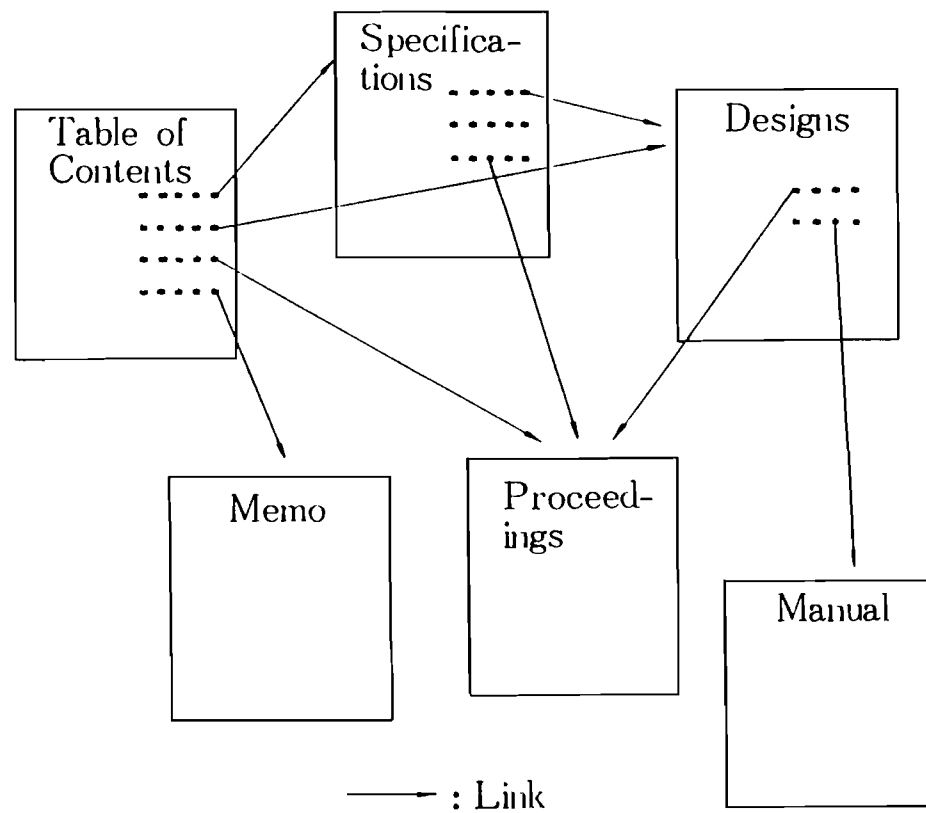 Specifica-
tions
Table of
Contents
Designs
Memo
Proceed-
ings
Manual
: Link